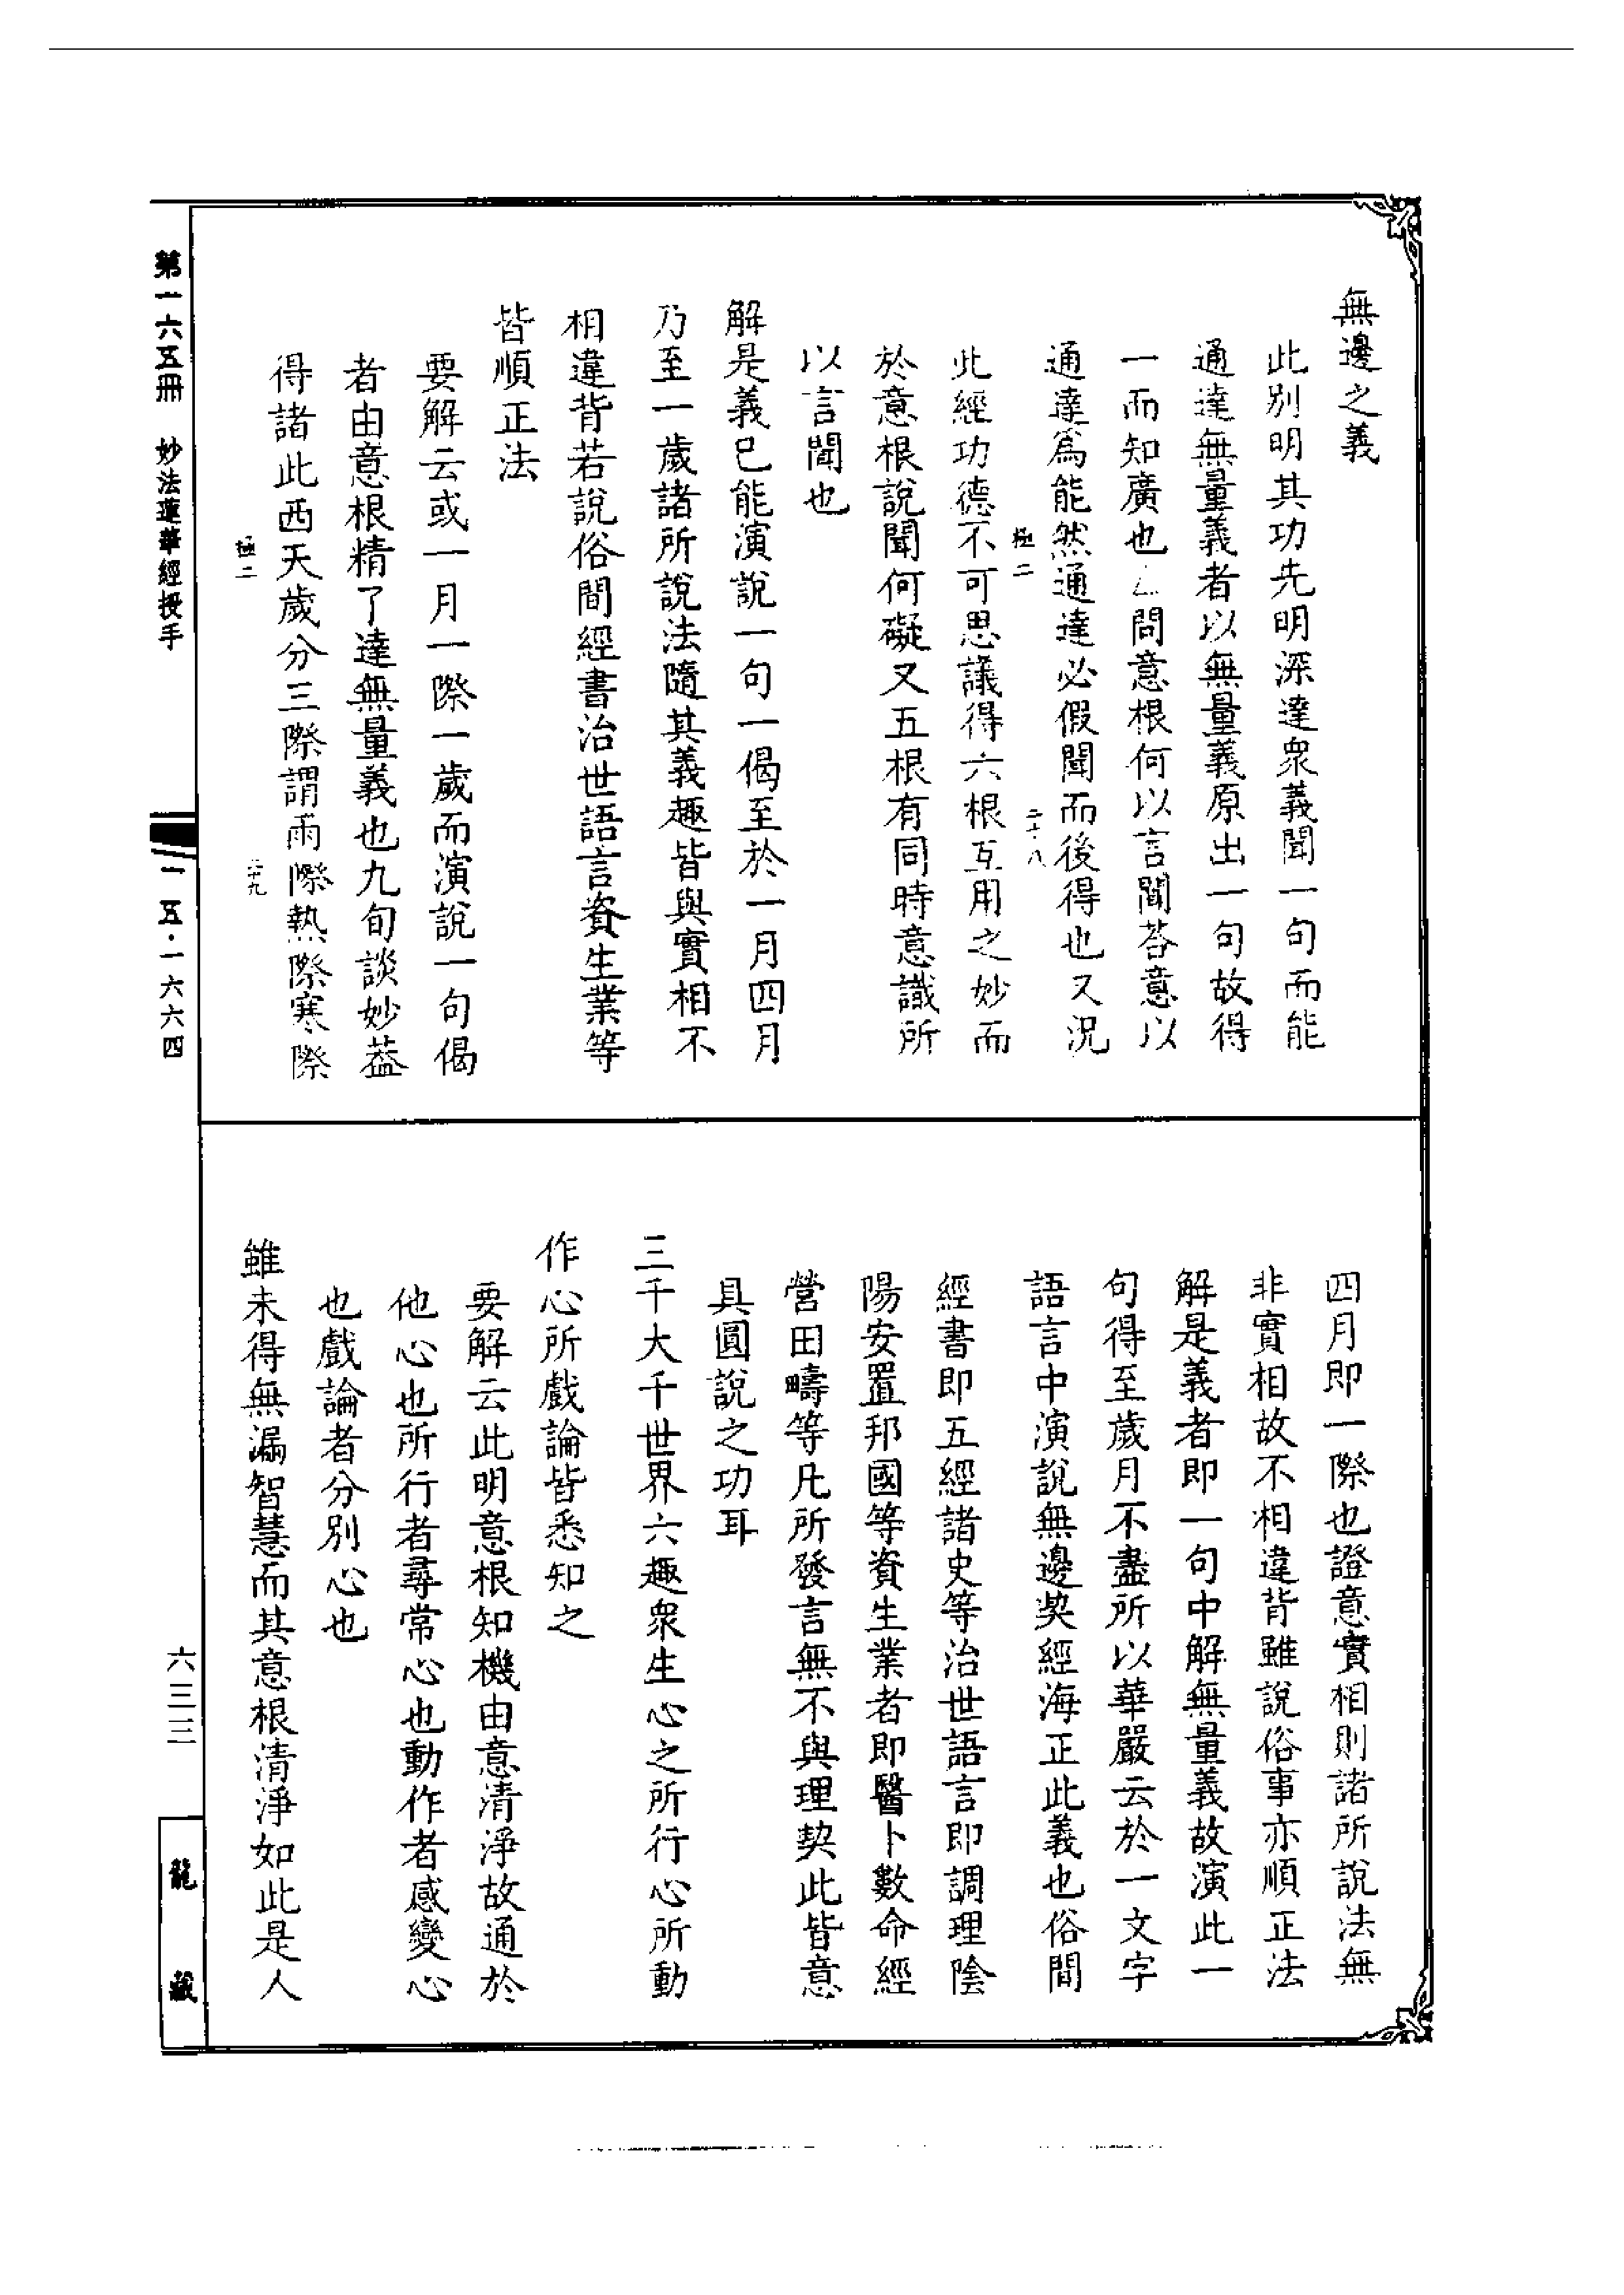 無邊之義
此別明其功先明深達衆義聞一句而能
通達無量義者以無量義原出一句故得
一而知廣也△問意根何以言聞荅意以
通達爲能然通達必假聞而後得也又況
極二
二十八
此經功德不可思議得六根互用之妙而
於意根說聞何礙又五根有同時意識所
以言聞也
解是義已能演說一句一偈至於一月四月
乃至一歲諸所說法隨其義趣皆與實相不
相違背若說俗間經書治世語言資生業等
皆順正法
要解云或一月一際一歲而演說一句偈
者由意根精了達無量義也九旬談妙葢
得諸此西天歲分三際謂雨際熱際寒際
極二
二十九
四月即一際也證意實相則諸所說法無
非實相故不相違背雖說俗事亦順正法
解是義者即一句中解無量義故演此一
句得至歲月不盡所以華嚴云於一文字
語言中演說無邊契經海正此義也俗間
經書即五經諸史等治世語言即調理陰
陽安置邦國等資生業者即醫卜數命經
營田疇等凡所發言無不與理契此皆意
具圓說之功耳
三千大千世界六趣衆生心之所行心所動
作心所戲論皆悉知之
要解云此明意根知機由意清淨故通於
他心也所行者尋常心也動作者感變心
也戲論者分別心也
雖未得無漏智慧而其意根清淨如此是人
第一六五冊 妙法蓮華經授手
一五·一六六四
六三三
龍藏